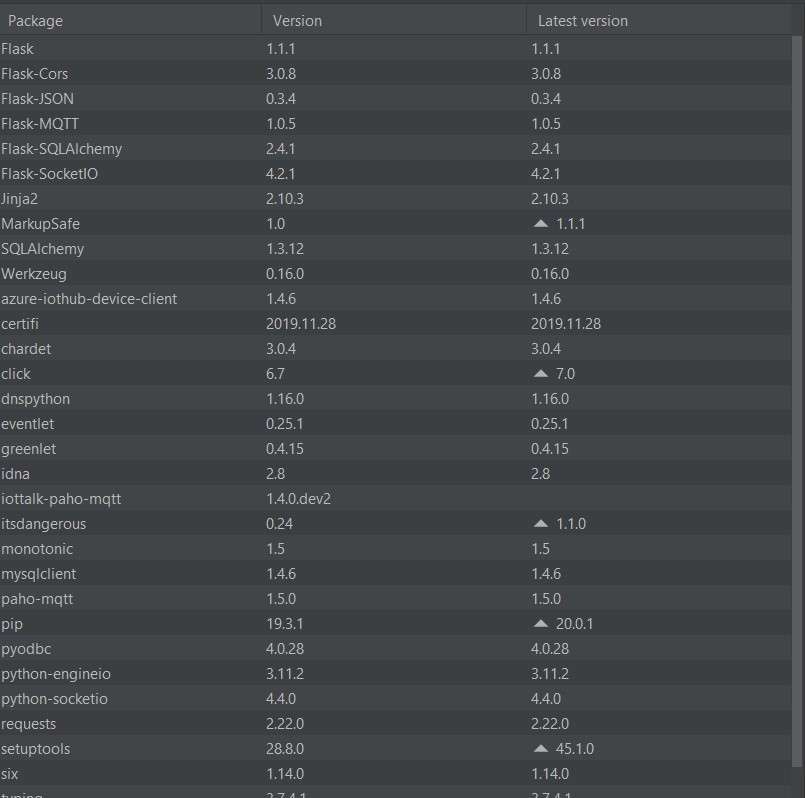 Package Version Latest version
Flask 1.1.1 1.1.1
Flask-Cors 3.0.8 3.0.8
Flask-JSON 0.3.4 0.3.4
Flask-MQTT 1.0.5 1.0.5
Flask-SQLAlchemy 2.4.1 2.4.1
Flask-SocketIO 4.2.1 4.2.1
Jinja2 2.10.3 2.10.3
MarkupSafe 1.0 1.1.1
SQLAlchemy 1.3.12 1.3.12
Werkzeug 0.16.0 0.16.0
azure-iothub-device-client 1.4.6 1.4.6
certifi 2019.11.28 2019.11.28
chardet 3.0.4 3.0.4
click 6.7 7.0
dnspython 1.16.0 1.16.0
eventlet 0.25.1 0.25.1
greenlet 0.4.15 0.4.15
idna 2.8 2.8
iottalk-paho-mqtt 1.4.0.dev2
itsdangerous 0.24 1.1.0
monotonic 1.5 1.5
mysqlclient 1.4.6 1.4.6
paho-mqtt 1.5.0 1.5.0
pip 19.3.1 20.0.1
pyodbc 4.0.28 4.0.28
python-engineio 3.11.2 3.11.2
python-socketio 4.4.0 4.4.0
requests 2.22.0 2.22.0
setuptools 28.8.0 45.1.0
six 1.14.0 1.14.0
typing 3.7.4.1 3.7.4.1